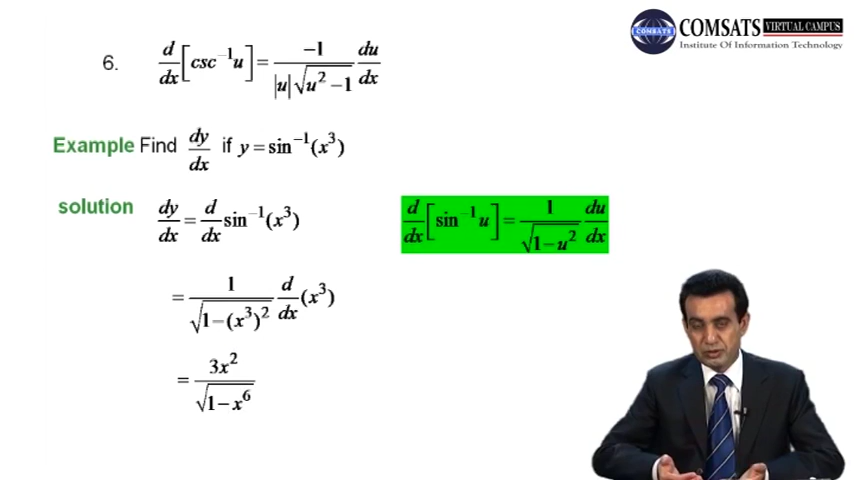 COMSATS VIRTUAL CAMPUS
COMSATS
Institute Of Information Technology
6. d/dx[csc⁻¹u] = −1/(|u|√(u²−1)) du/dx
Example Find dy/dx if y = sin⁻¹(x³)
solution dy/dx = d/dx sin⁻¹(x³)
d/dx[sin⁻¹u] = 1/√(1−u²) du/dx
= 1/√(1−(x³)²) d/dx(x³)
= 3x²/√(1−x⁶)